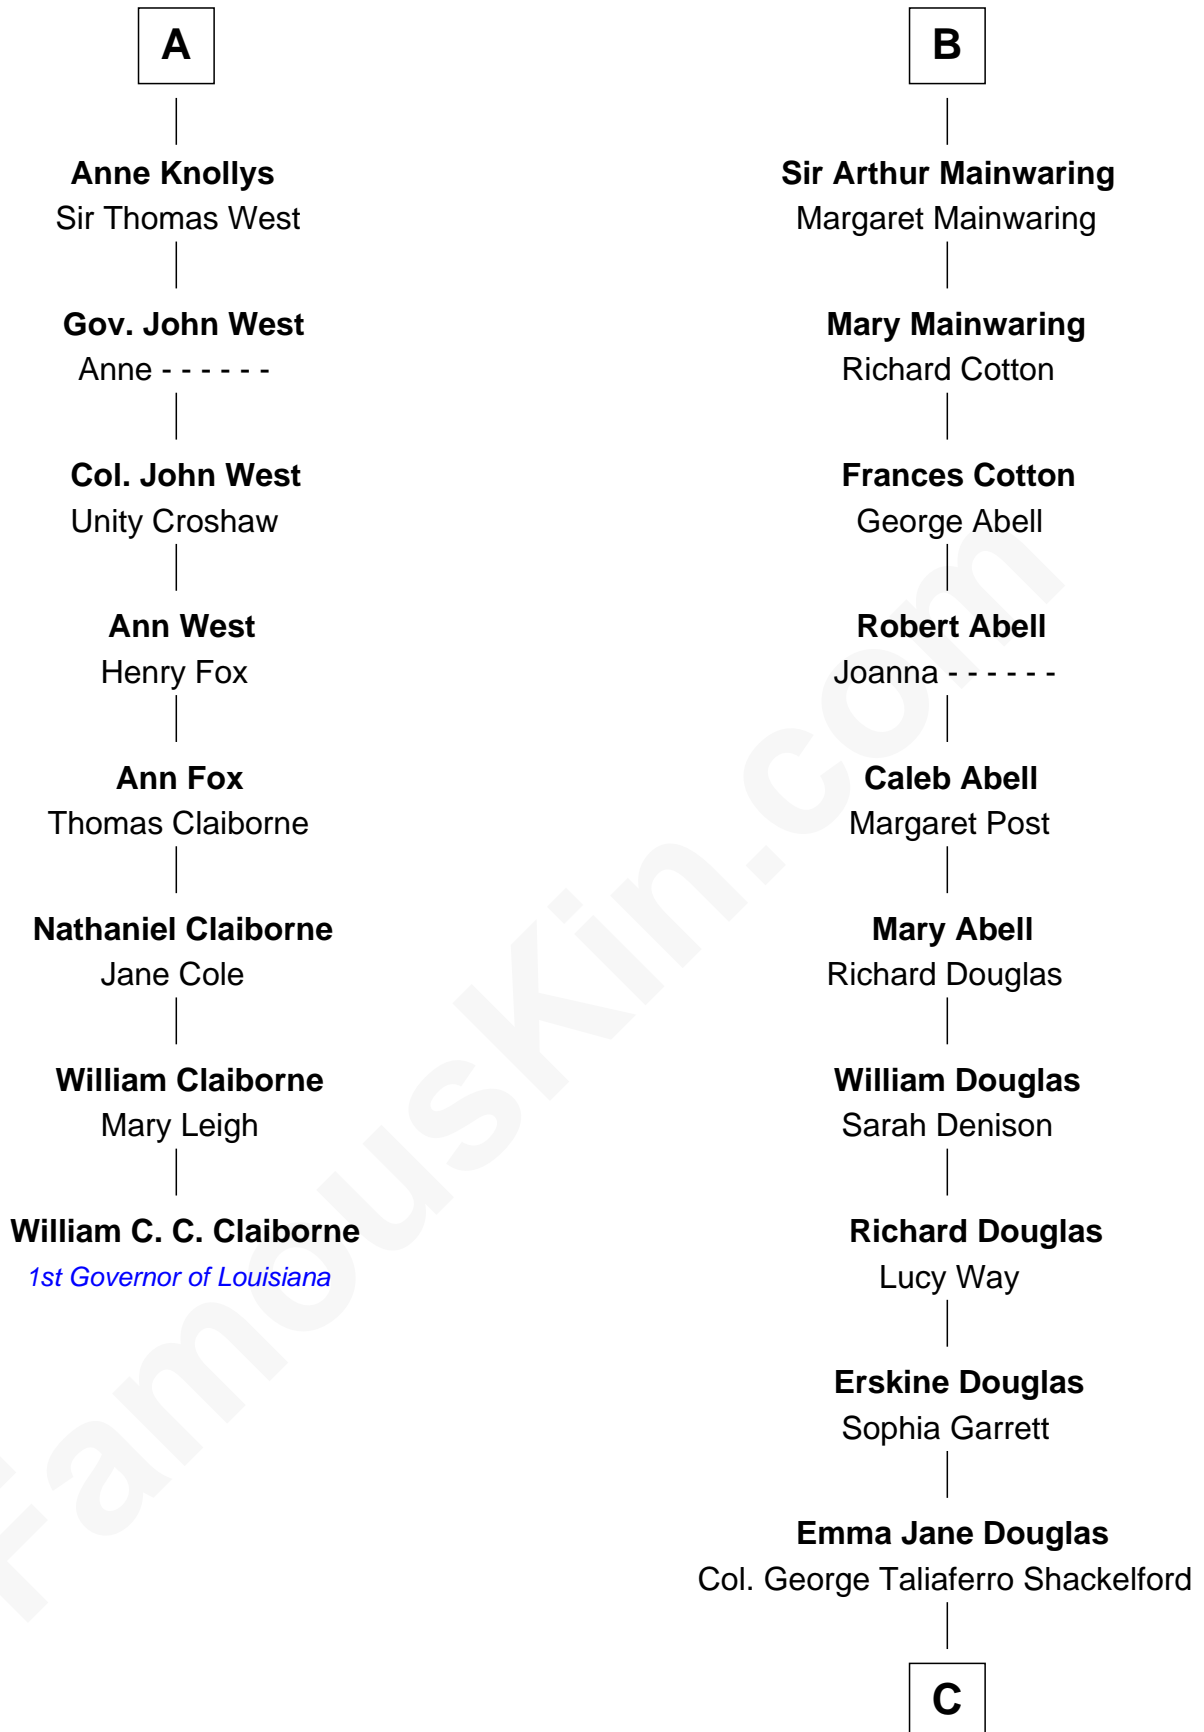 A
Anne Knollys
Sir Thomas West
Gov. John West
Anne - - - - - -
Col. John West
Unity Croshaw
Ann West
Henry Fox
Ann Fox
Thomas Claiborne
Nathaniel Claiborne
Jane Cole
William Claiborne
Mary Leigh
William C. C. Claiborne
1st Governor of Louisiana
B
Sir Arthur Mainwaring
Margaret Mainwaring
Mary Mainwaring
Richard Cotton
Frances Cotton
George Abell
Robert Abell
Joanna - - - - - -
Caleb Abell
Margaret Post
Mary Abell
Richard Douglas
William Douglas
Sarah Denison
Richard Douglas
Lucy Way
Erskine Douglas
Sophia Garrett
Emma Jane Douglas
Col. George Taliaferro Shackelford
C
FamousKin.com